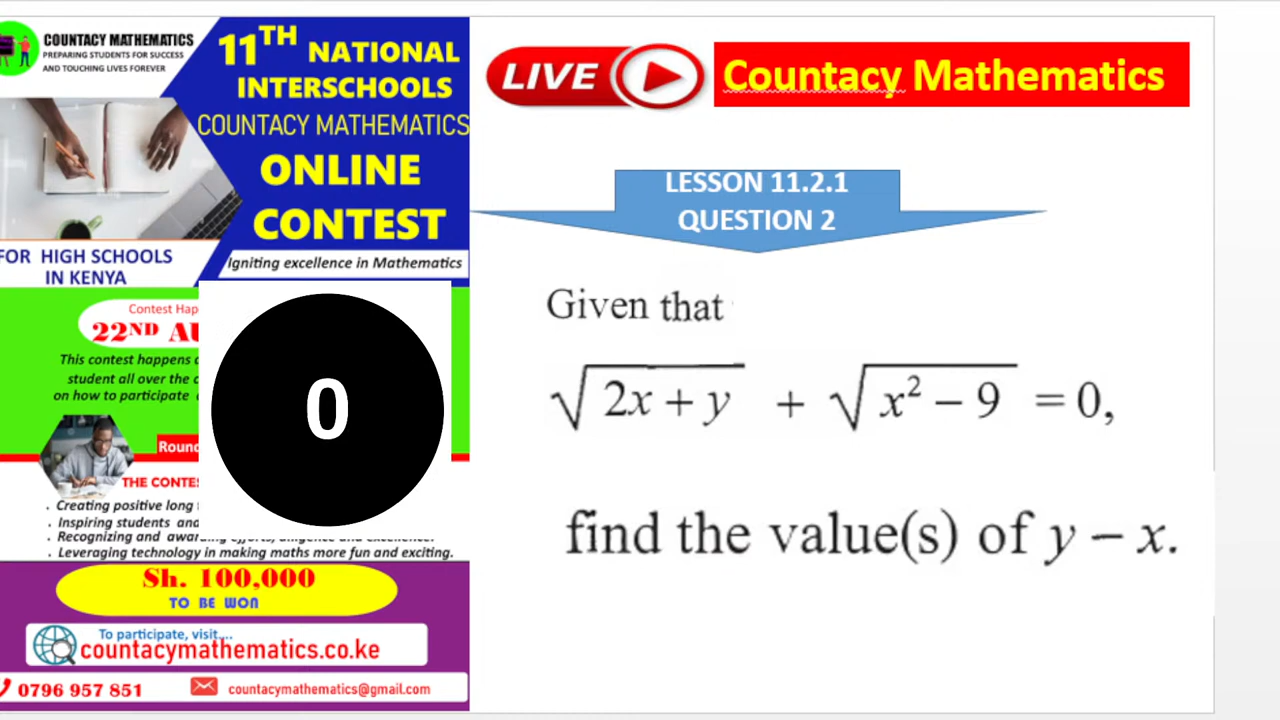 COUNTACY MATHEMATICS
PREPARING STUDENTS FOR SUCCESS
AND TOUCHING LIVES FOREVER
11TH NATIONAL
INTERSCHOOLS
COUNTACY MATHEMATICS
ONLINE
CONTEST
Igniting excellence in Mathematics
FOR HIGH SCHOOLS
IN KENYA
Contest
22ND
This contest happens
student all over the
on how to participate
Round
THE
. Creating positive long
. Inspiring students and
. Recognizing and
. Leveraging technology in making maths more fun and exciting.
0
Sh. 100,000
TO BE WON
To participate, visit....
countacymathematics.co.ke
0796 957 851
countacymathematics@gmail.com
LIVE
Countacy Mathematics
LESSON 11.2.1
QUESTION 2
Given that
√2x + y + √x² − 9 = 0,
find the value(s) of y − x.